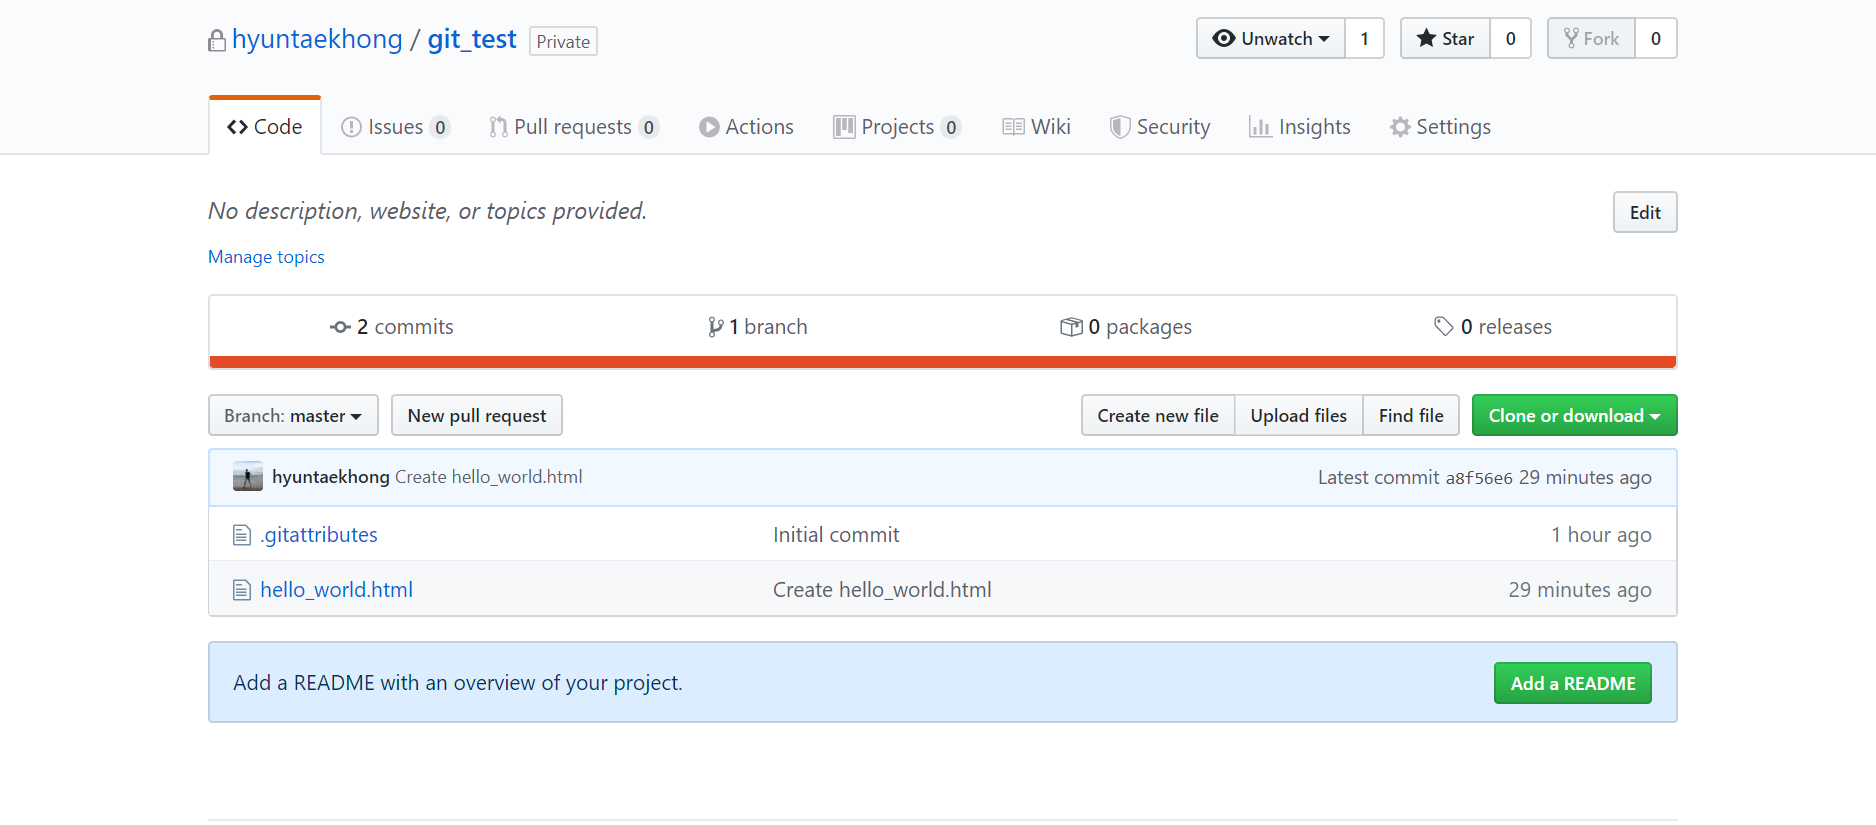 hyuntaekhong / git_test Private Unwatch 1 Star 0 Fork 0
Code Issues 0 Pull requests 0 Actions Projects 0 Wiki Security Insights Settings
No description, website, or topics provided. Edit
Manage topics
2 commits 1 branch 0 packages 0 releases
Branch: master New pull request Create new file Upload files Find file Clone or download
hyuntaekhong Create hello_world.html Latest commit a8f56e6 29 minutes ago
.gitattributes Initial commit 1 hour ago
hello_world.html Create hello_world.html 29 minutes ago
Add a README with an overview of your project. Add a README